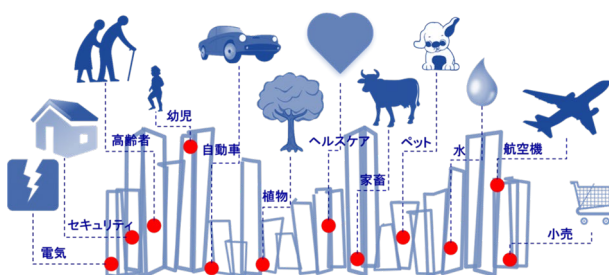 幼児
高齢者
自動車
ヘルスケア
ペット
水
航空機
家畜
植物
セキュリティ
小売
電気